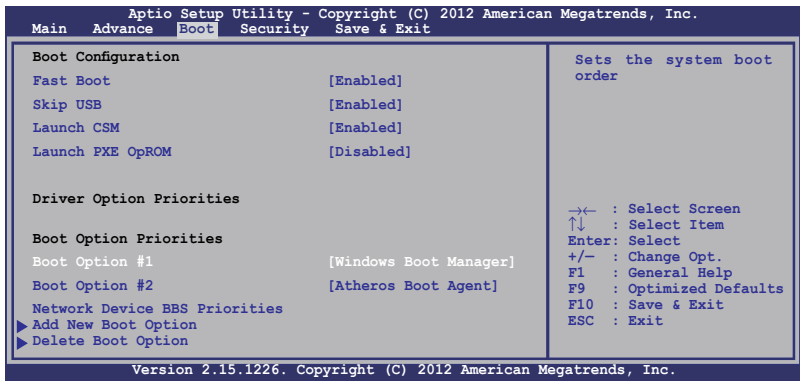 Aptio Setup Utility - Copyright (C) 2012 American Megatrends, Inc.
Main Advance Boot Security Save & Exit
Boot Configuration
Fast Boot [Enabled]
Skip USB [Enabled]
Launch CSM [Enabled]
Launch PXE OpROM [Disabled]
Driver Option Priorities
Boot Option Priorities
Boot Option #1 [Windows Boot Manager]
Boot Option #2 [Atheros Boot Agent]
Network Device BBS Priorities
Add New Boot Option
Delete Boot Option
Sets the system boot
order
→← : Select Screen
↑↓ : Select Item
Enter: Select
+/— : Change Opt.
F1 : General Help
F9 : Optimized Defaults
F10 : Save & Exit
ESC : Exit
Version 2.15.1226. Copyright (C) 2012 American Megatrends, Inc.